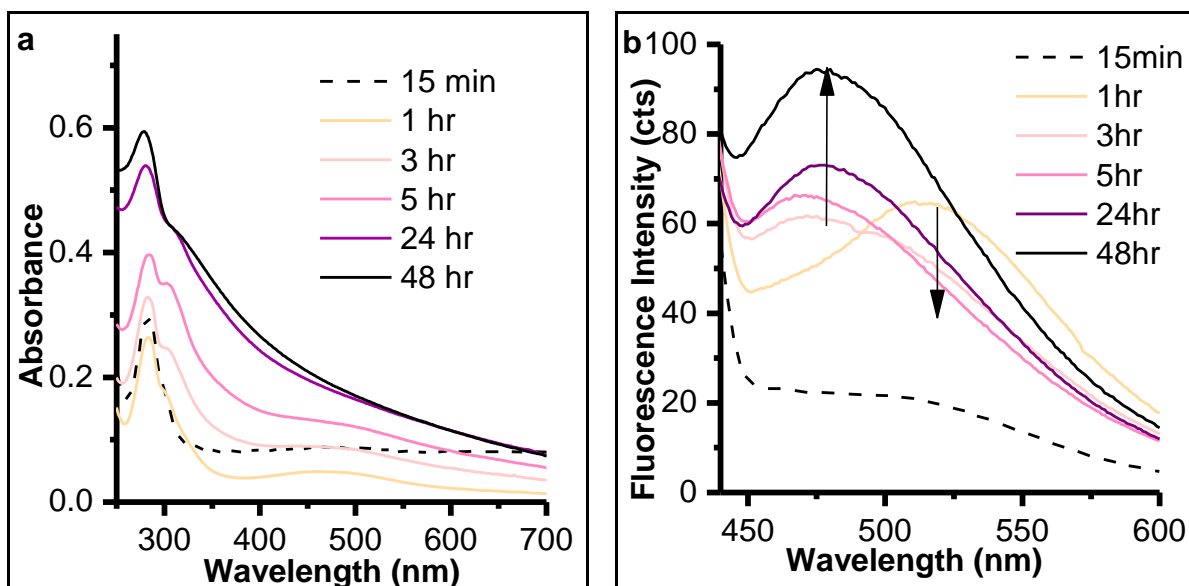 a
Absorbance
0.6
0.4
0.2
0.0
15 min
1 hr
3 hr
5 hr
24 hr
48 hr
300 400 500 600 700
Wavelength (nm)
b
Fluorescence Intensity (cts)
100
80
60
40
20
0
15min
1hr
3hr
5hr
24hr
48hr
450 500 550 600
Wavelength (nm)